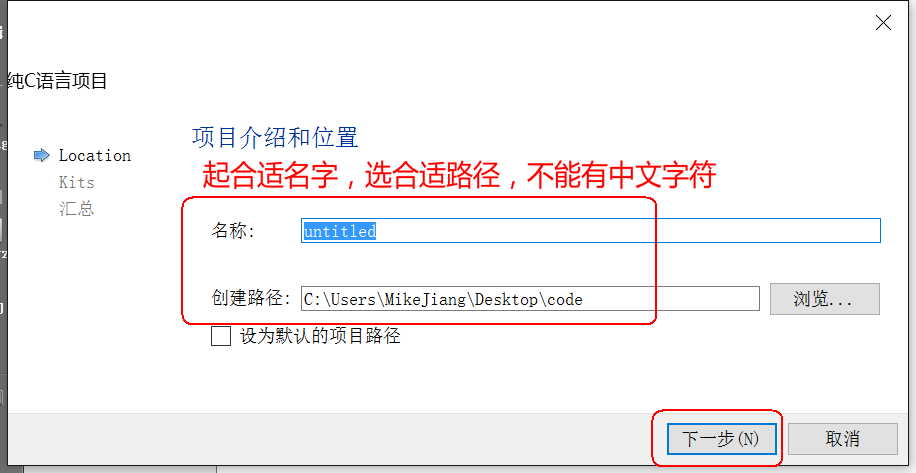 纯C语言项目
项目介绍和位置
Location
起合适名字，选合适路径，不能有中文字符
Kits
汇总
名称: untitled
创建路径: C:\Users\MikeJiang\Desktop\code 浏览...
设为默认的项目路径
下一步(N) 取消